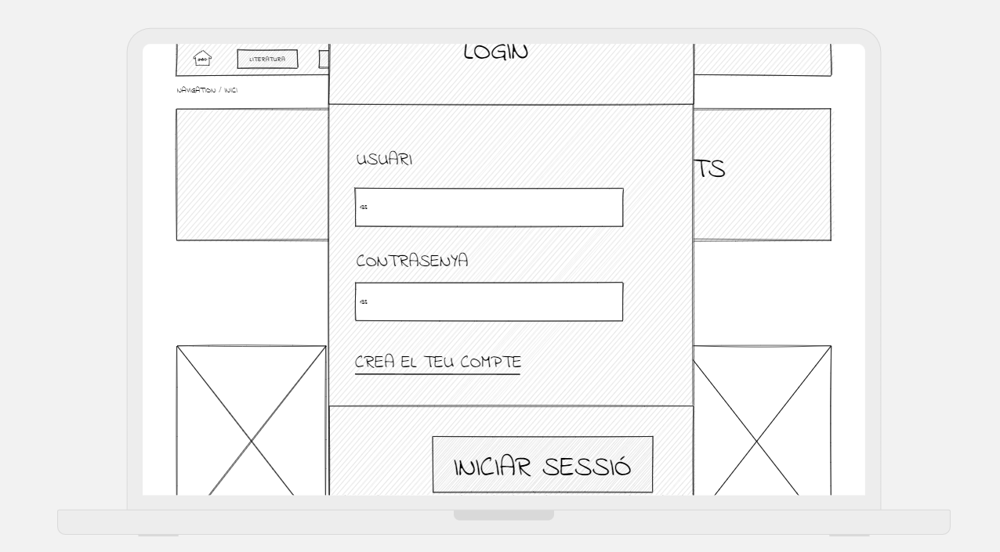 LOGIN
LITERATURA
NAVIGATION / INICI
TS
USUARI
CONTRASENYA
CREA EL TEU COMPTE
INICIAR SESSIÓ